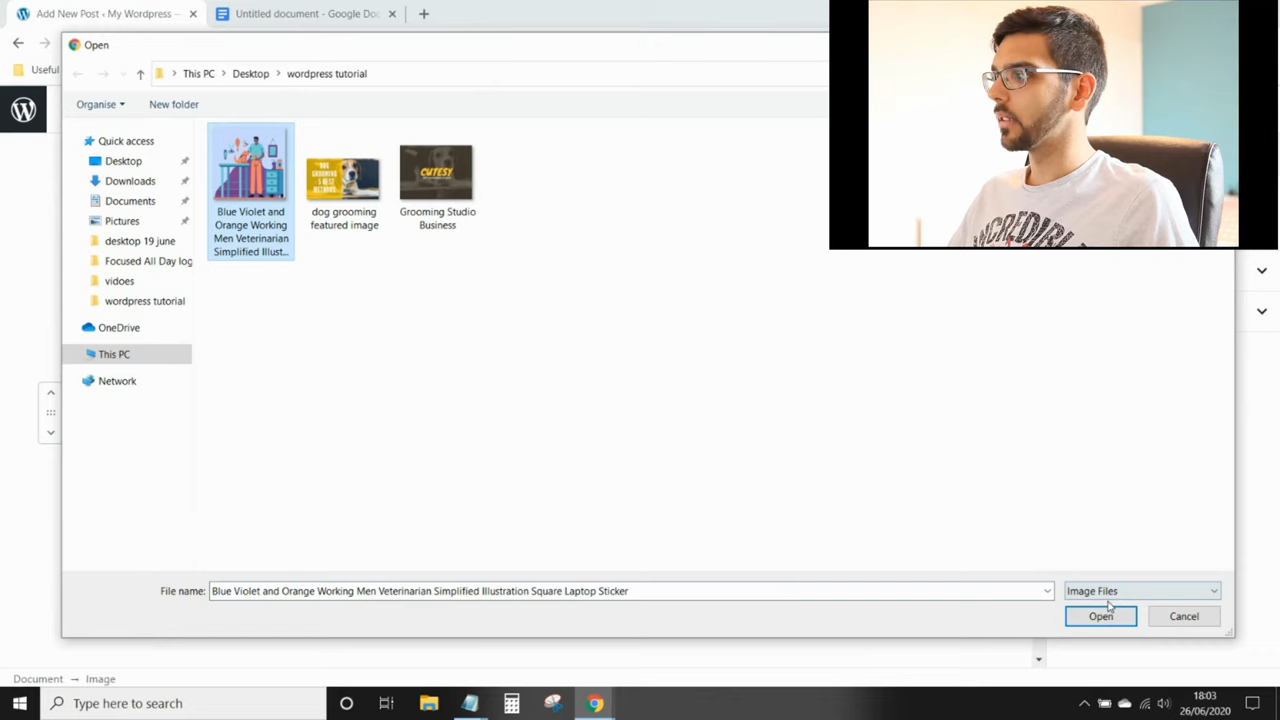 Add New Post ‹ My Wordpress —
Untitled document - Google Doc
Open
Useful
This PC
Desktop
wordpress tutorial
Organise
New folder
Quick access
Desktop
Downloads
Documents
Pictures
desktop 19 june
Focused All Day log
vidoes
wordpress tutorial
OneDrive
This PC
Network
Blue Violet and
Orange Working
Men Veterinarian
Simplified Illust...
dog grooming
featured image
CUTESY
Grooming Studio
Business
INCREDIBL
File name:
Blue Violet and Orange Working Men Veterinarian Simplified Illustration Square Laptop Sticker
Image Files
Open
Cancel
Document → Image
Type here to search
18:03
26/06/2020